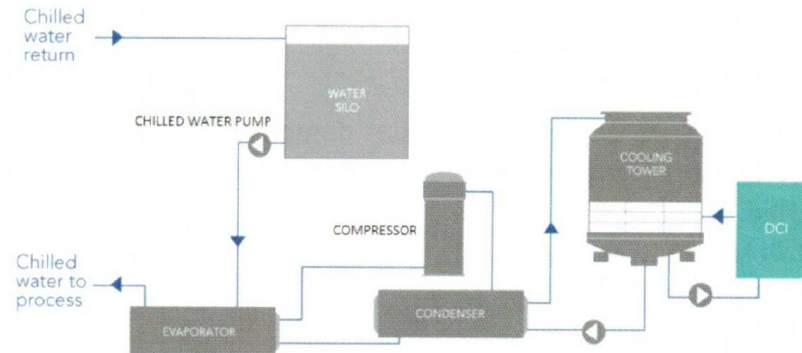 Chilled
water
return
WATER
SILO
CHILLED WATER PUMP
COOLING
TOWER
DCI
COMPRESSOR
Chilled
water to
process
EVAPORATOR
CONDENSER